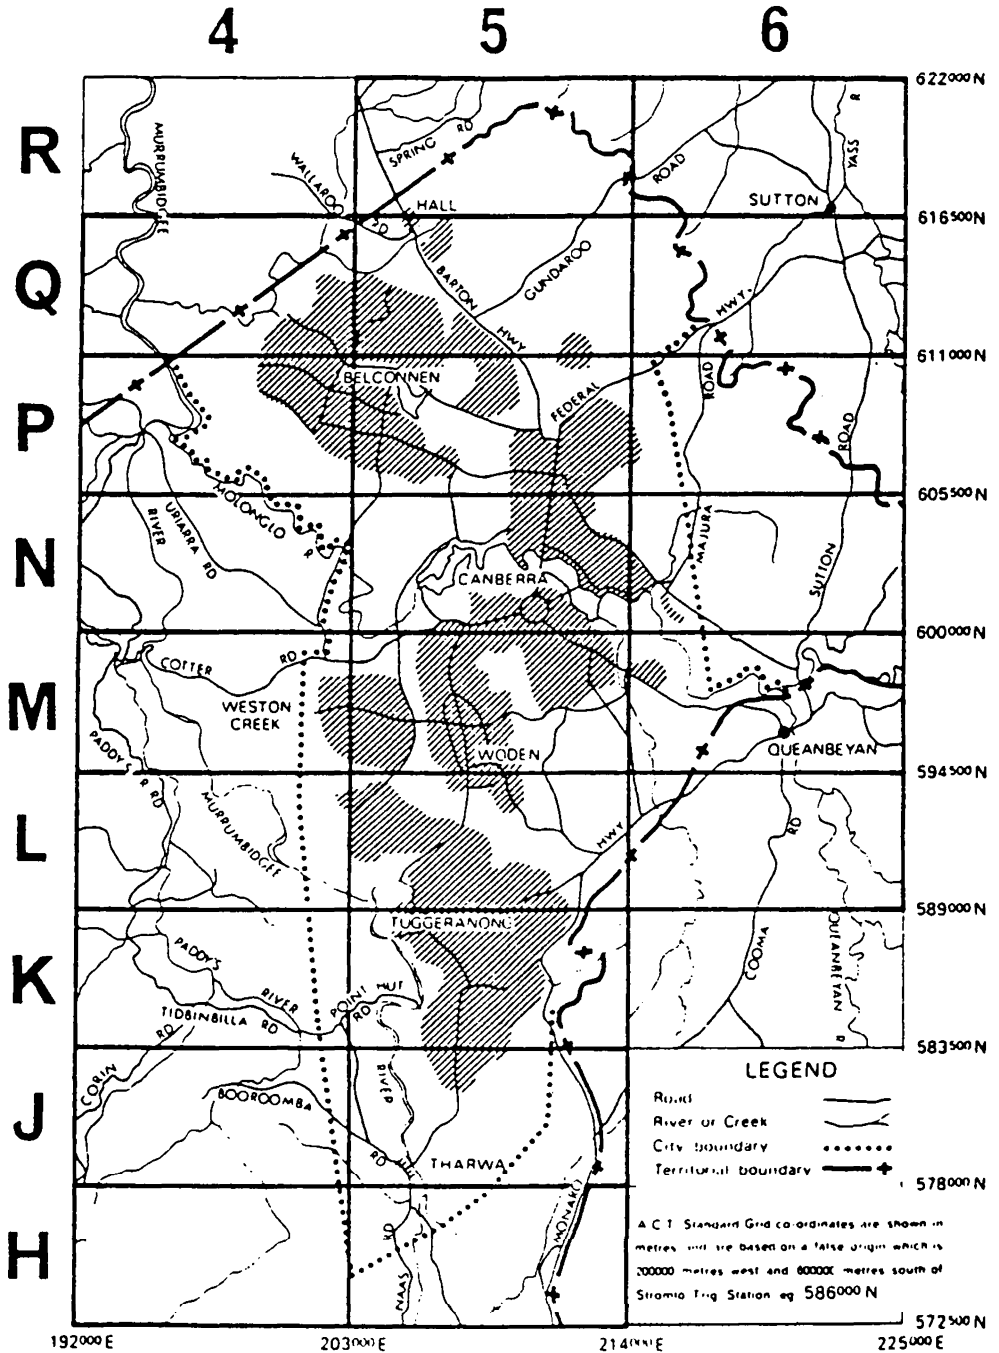 4 5 6
622000N
R
MURRUMBIDGEE
WALLAROO
RD
SPRING RD
HALL
ROAD
YASS R
SUTTON
616500N
Q
BARTON
HWY
GUNDAROO
HWY
611000N
P
BELCONNEN
FEDERAL
ROAD
ROAD
605500N
N
MOLONGLO
R
RIVER
URIARRA RD
CANBERRA
MAJURA
SUTTON
600000N
M
COTTER RD
WESTON
CREEK
PADDYS R RD
WODEN
QUEANBEYAN
594500N
L
MURRUMBIDGEE
HWY
RD
589000N
K
TUGGERANONG
PADDYS
RIVER
POINT HUT
RD
TIDBINBILLA RD
COOMA
QUEANBEYAN R
583500N
J
CORIN RD
BOOROOMBA
RD
RIVER
THARWA
LEGEND
Road
River or Creek
City boundary
Territorial boundary
578000N
H
NAAS RD
MONARO
A.C.T. Standard Grid co-ordinates are shown in
metres and are based on a false origin which is
200000 metres west and 600000 metres south of
Stromlo Trig Station eg 586000N
572500N
192000E 203000E 214000E 225000E